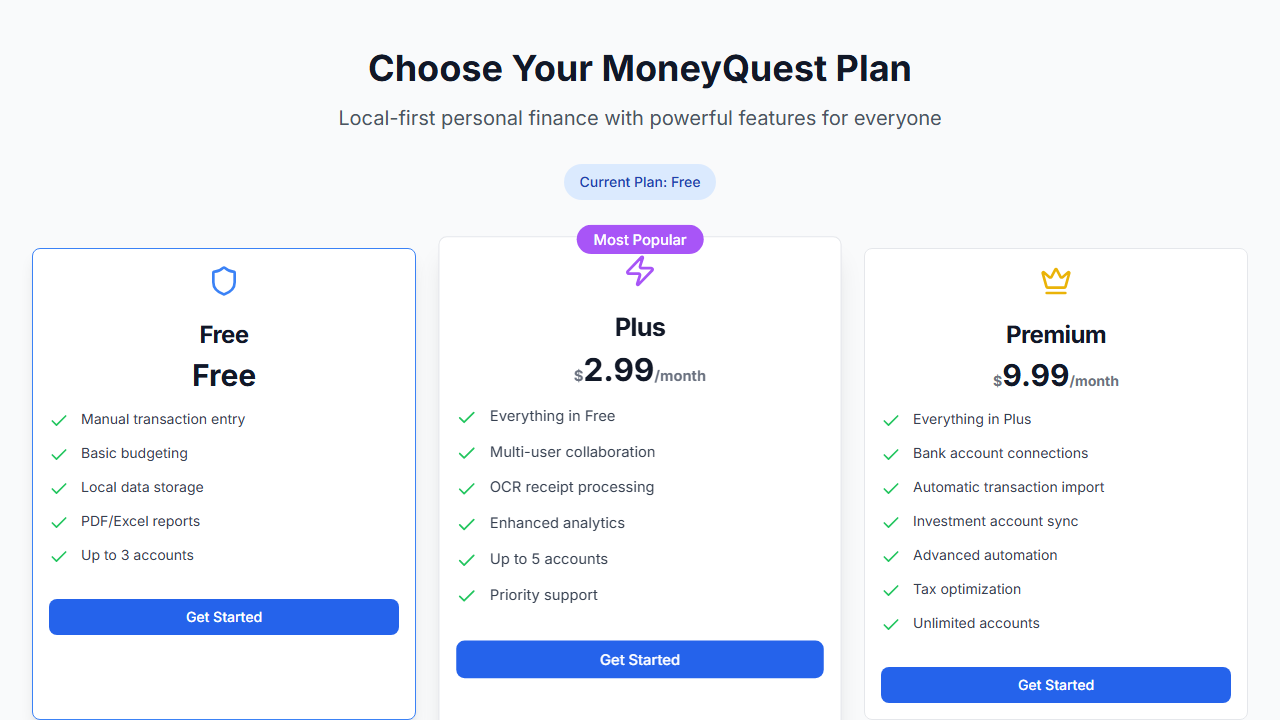 Choose Your MoneyQuest Plan
Local-first personal finance with powerful features for everyone
Current Plan: Free
Free
Free
Manual transaction entry
Basic budgeting
Local data storage
PDF/Excel reports
Up to 3 accounts
Get Started
Most Popular
Plus
$2.99/month
Everything in Free
Multi-user collaboration
OCR receipt processing
Enhanced analytics
Up to 5 accounts
Priority support
Get Started
Premium
$9.99/month
Everything in Plus
Bank account connections
Automatic transaction import
Investment account sync
Advanced automation
Tax optimization
Unlimited accounts
Get Started